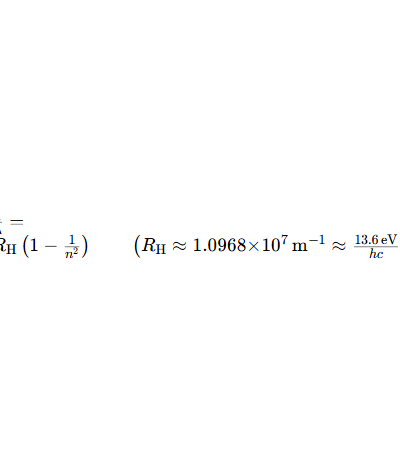 =
R_H (1 − 1/n²) (R_H ≈ 1.0968×10⁷ m⁻¹ ≈ 13.6 eV/hc